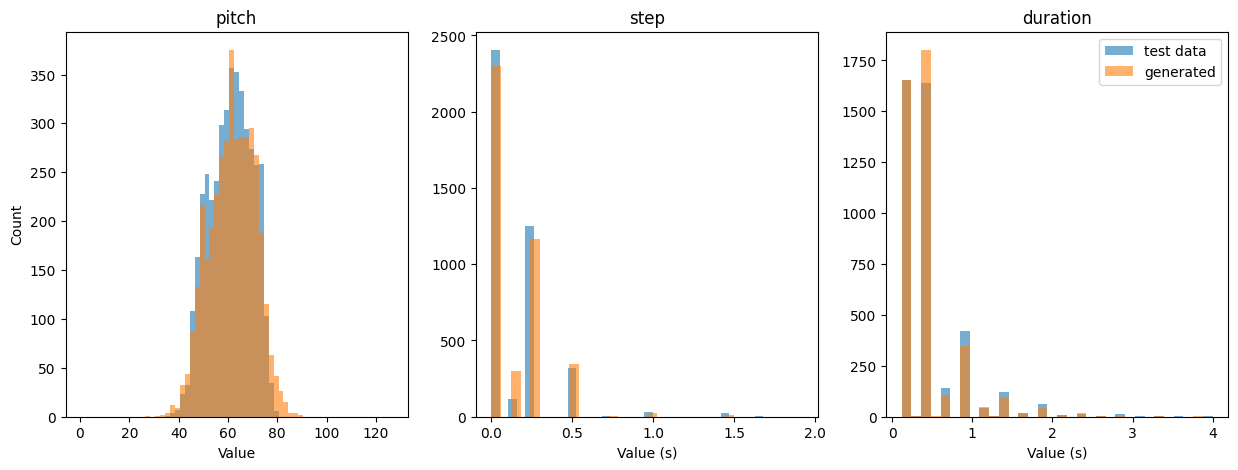 pitch
350
300
250
200
150
100
50
0
Count
0 20 40 60 80 100 120
Value
step
2500
2000
1500
1000
500
0
0.0 0.5 1.0 1.5 2.0
Value (s)
duration
test data
generated
1750
1500
1250
1000
750
500
250
0
0 1 2 3 4
Value (s)